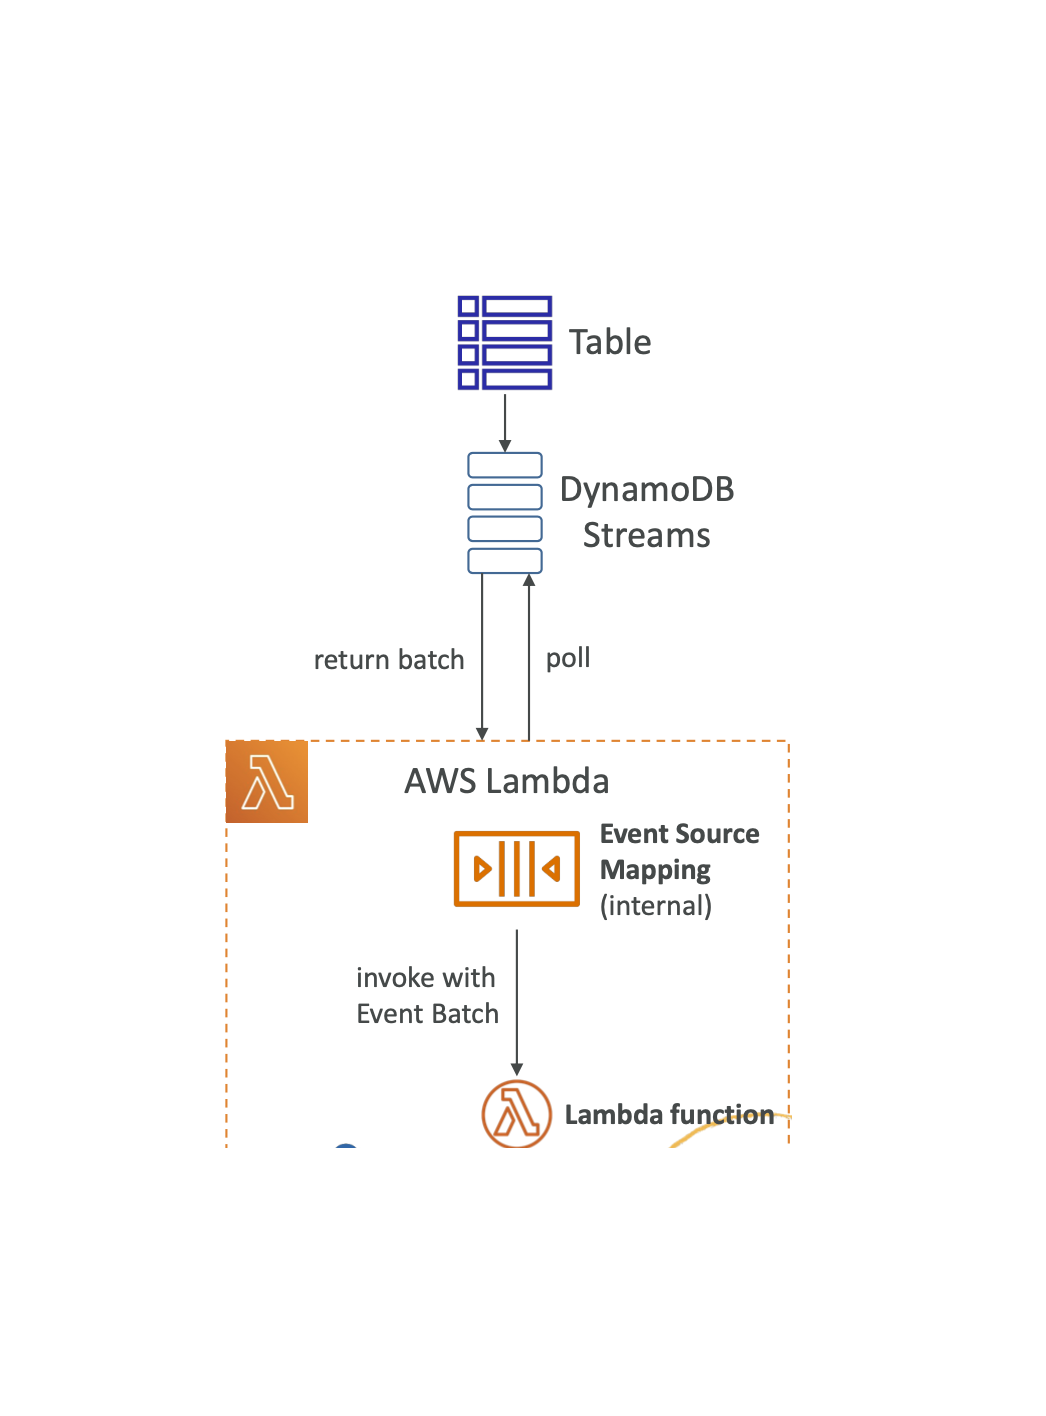 Table
DynamoDB
Streams
return batch
poll
AWS Lambda
Event Source
Mapping
(internal)
invoke with
Event Batch
Lambda function